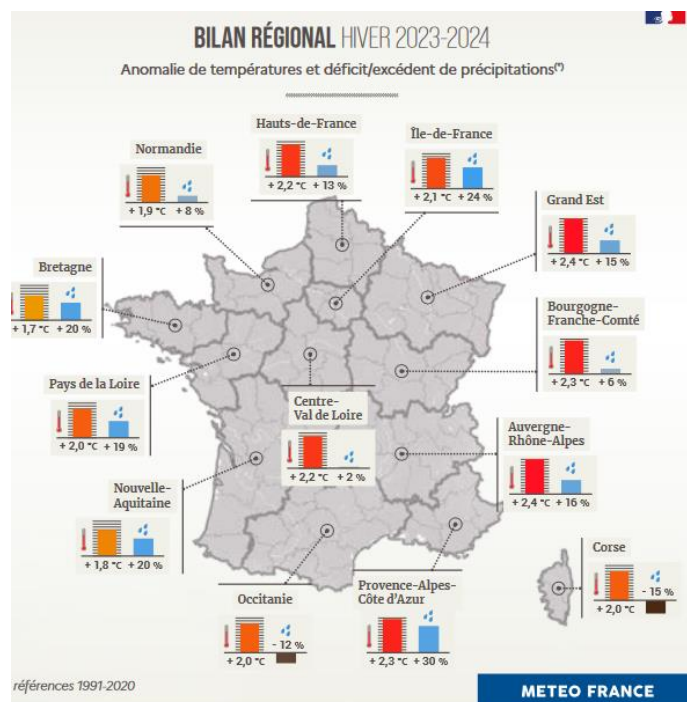 BILAN RÉGIONAL HIVER 2023-2024
Anomalie de températures et déficit/excédent de précipitations(*)
Hauts-de-France
+ 2,2 °C + 13 %
Île-de-France
+ 2,1 °C + 24 %
Normandie
+ 1,9 °C + 8 %
Grand Est
+ 2,4 °C + 15 %
Bretagne
+ 1,7 °C + 20 %
Bourgogne-
Franche-Comté
+ 2,3 °C + 6 %
Pays de la Loire
+ 2,0 °C + 19 %
Centre-
Val de Loire
+ 2,2 °C + 2 %
Auvergne-
Rhône-Alpes
+ 2,4 °C + 16 %
Nouvelle-
Aquitaine
+ 1,8 °C + 20 %
Occitanie
- 12 %
+ 2,0 °C
Provence-Alpes-
Côte d'Azur
+ 2,3 °C + 30 %
Corse
- 15 %
+ 2,0 °C
références 1991-2020
METEO FRANCE